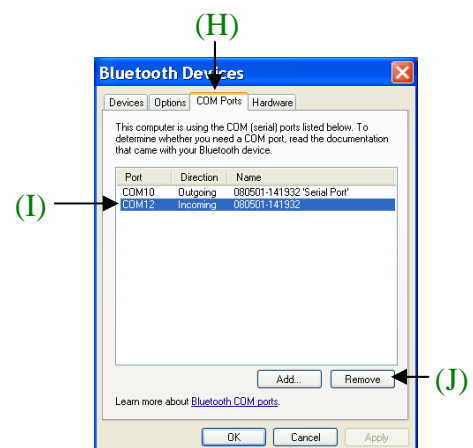 (H)
Bluetooth Devices
Devices Options COM Ports Hardware
This computer is using the COM (serial) ports listed below. To
determine whether you need a COM port, read the documentation
that came with your Bluetooth device.
Port Direction Name
COM10 Outgoing 080501-141932 'Serial Port'
(I)
COM12 Incoming 080501-141932
Add... Remove
(J)
Learn more about Bluetooth COM ports.
OK Cancel Apply